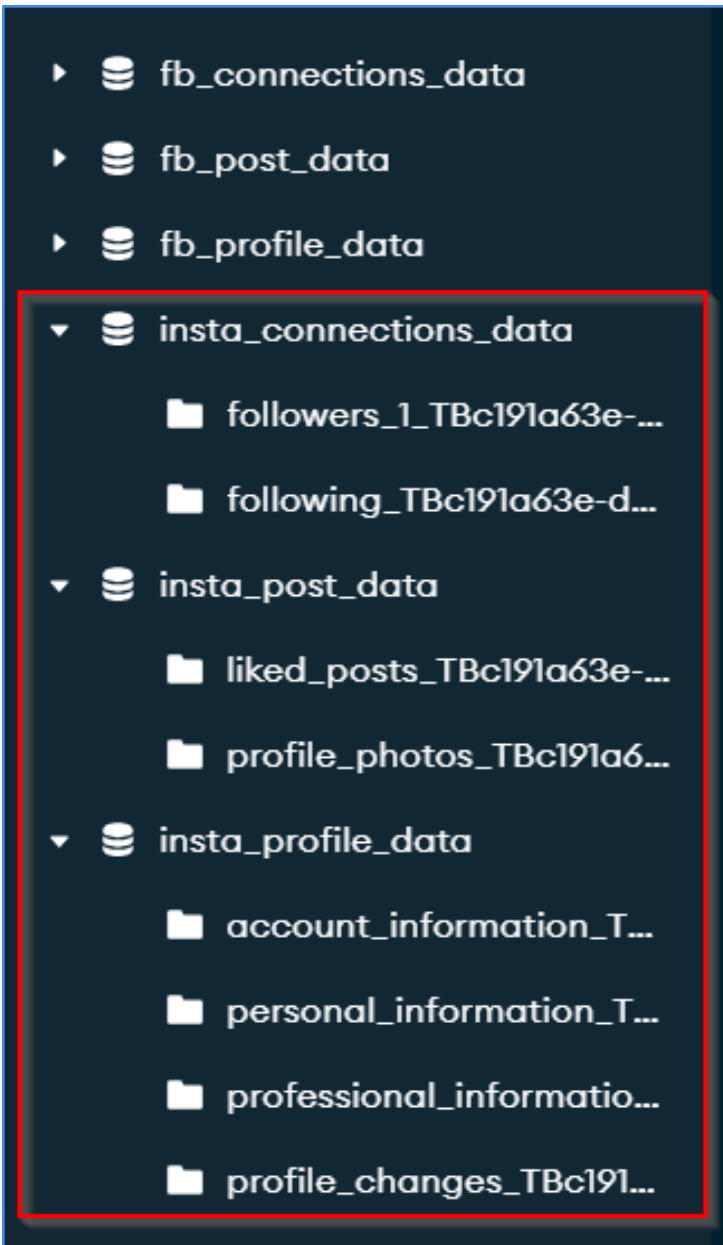 fb_connections_data
fb_post_data
fb_profile_data
insta_connections_data
followers_1_TBc191a63e-...
following_TBc191a63e-d...
insta_post_data
liked_posts_TBc191a63e-...
profile_photos_TBc191a6...
insta_profile_data
account_information_T...
personal_information_T...
professional_informatio...
profile_changes_TBc191...